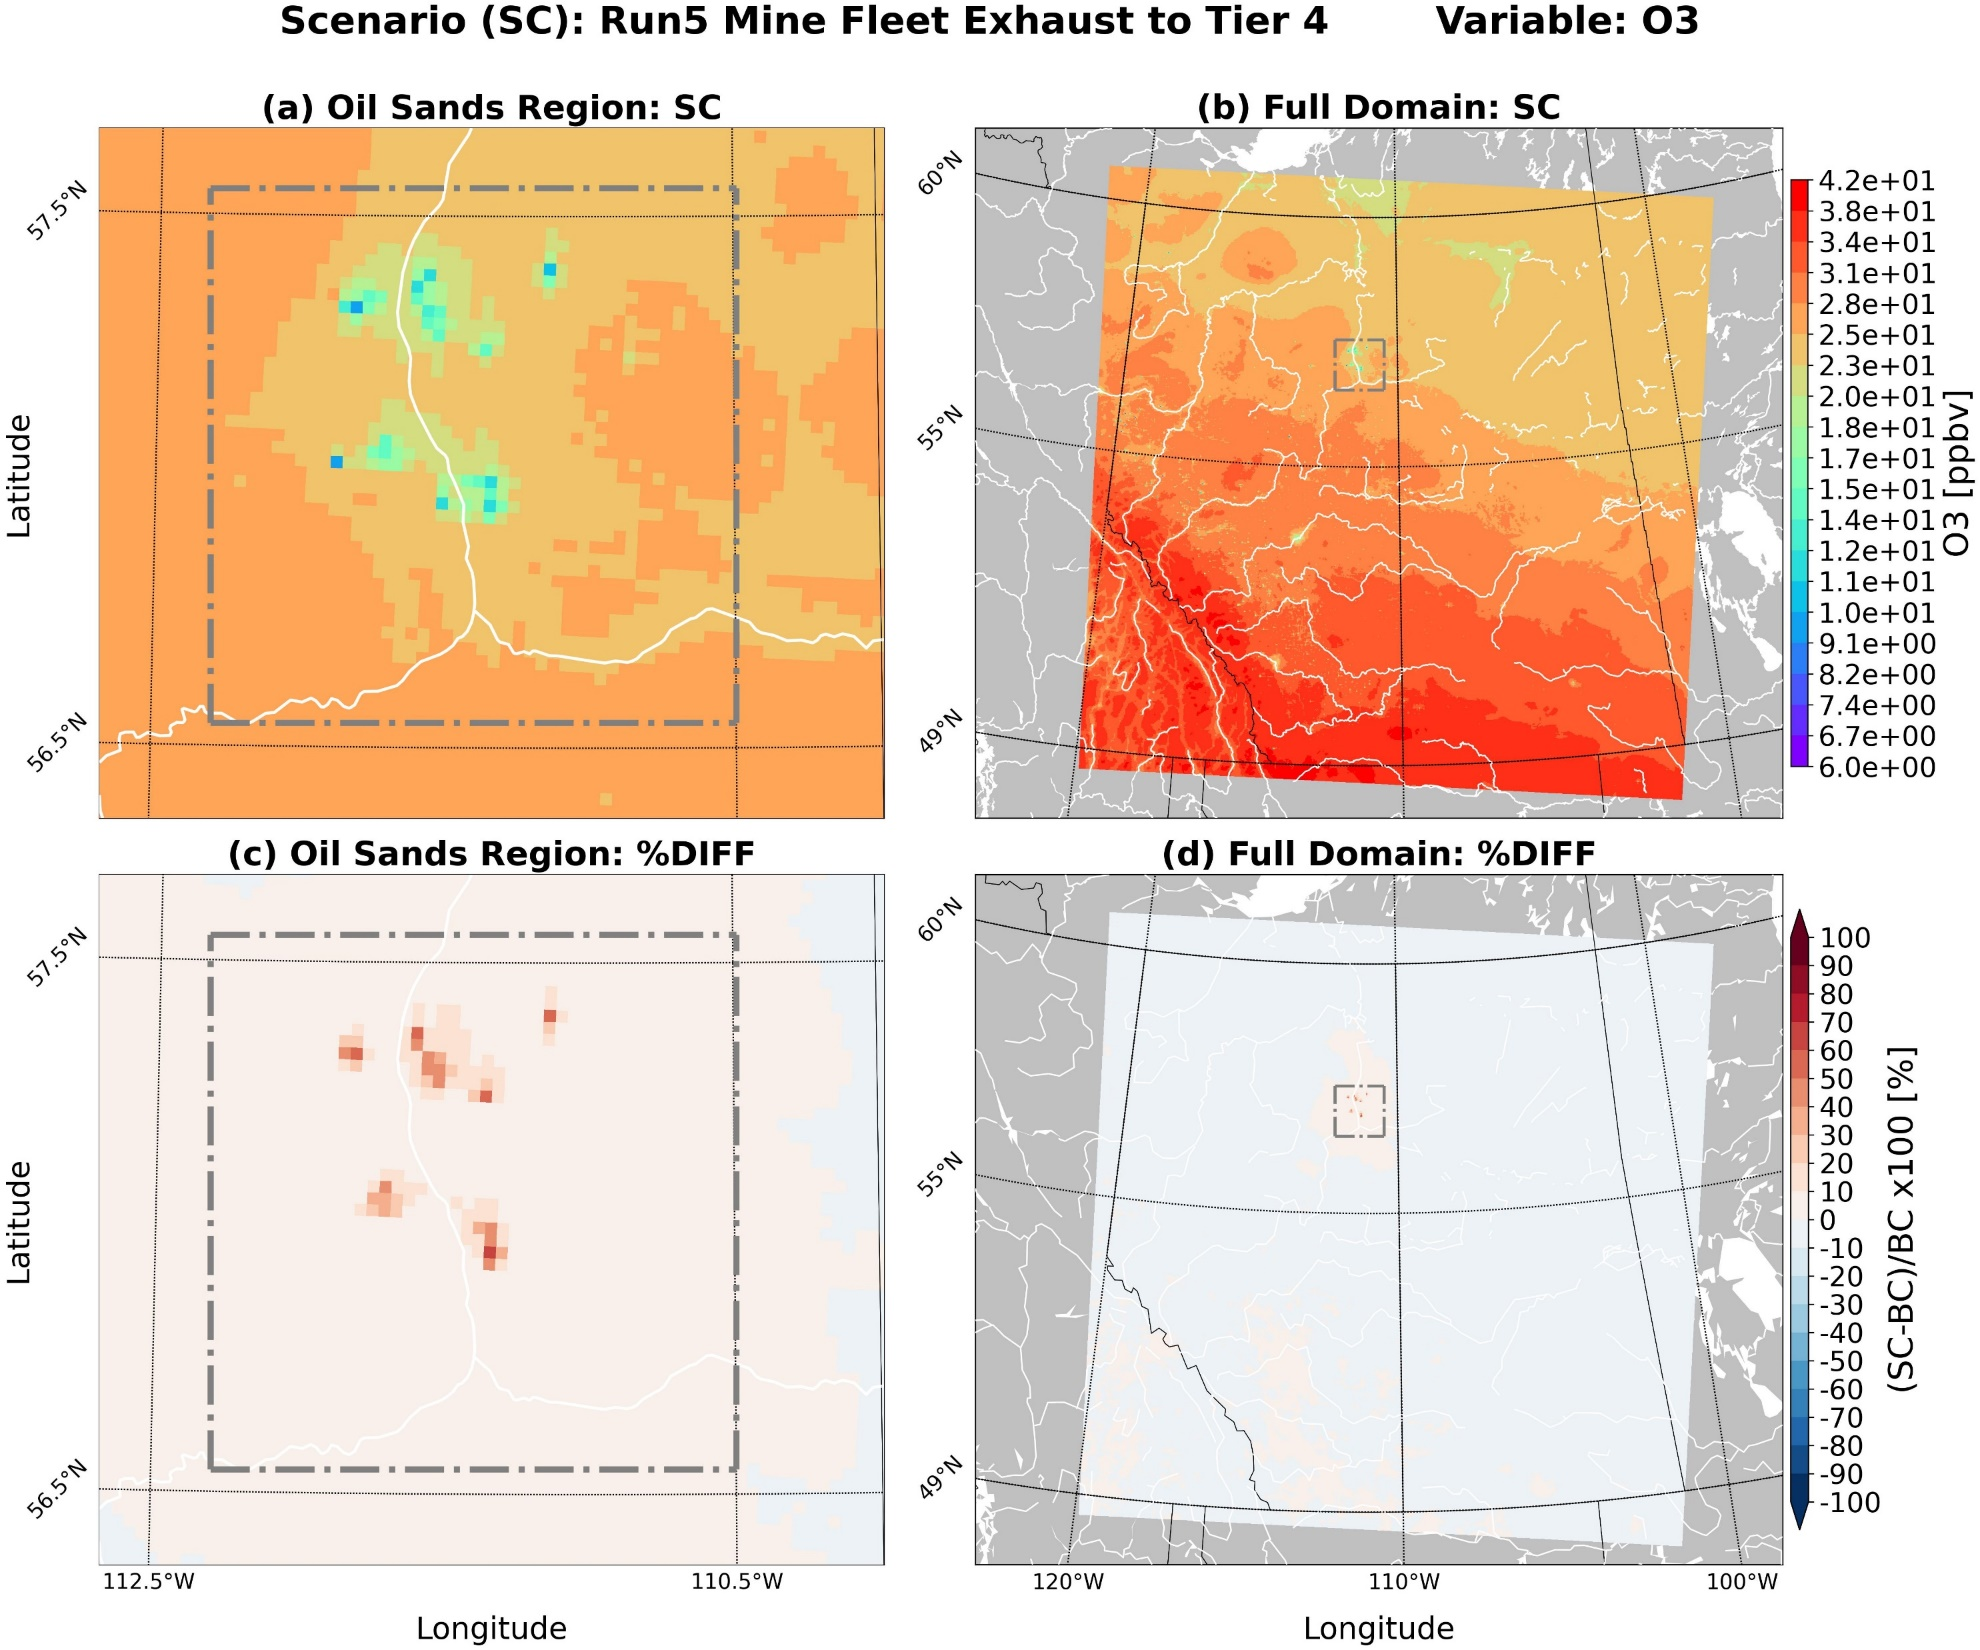 Scenario (SC): Run5 Mine Fleet Exhaust to Tier 4 Variable: O3
(a) Oil Sands Region: SC
(b) Full Domain: SC
57.5°N
56.5°N
Latitude
60°N
55°N
49°N
4.2e+01
3.8e+01
3.4e+01
3.1e+01
2.8e+01
2.5e+01
2.3e+01
2.0e+01
1.8e+01
1.7e+01
1.5e+01
1.4e+01
1.2e+01
1.1e+01
1.0e+01
9.1e+00
8.2e+00
7.4e+00
6.7e+00
6.0e+00
O3 [ppbv]
(c) Oil Sands Region: %DIFF
(d) Full Domain: %DIFF
57.5°N
56.5°N
Latitude
112.5°W
110.5°W
Longitude
60°N
55°N
49°N
120°W
110°W
100°W
Longitude
100
90
80
70
60
50
40
30
20
10
0
-10
-20
-30
-40
-50
-60
-70
-80
-90
-100
(SC-BC)/BC x100 [%]